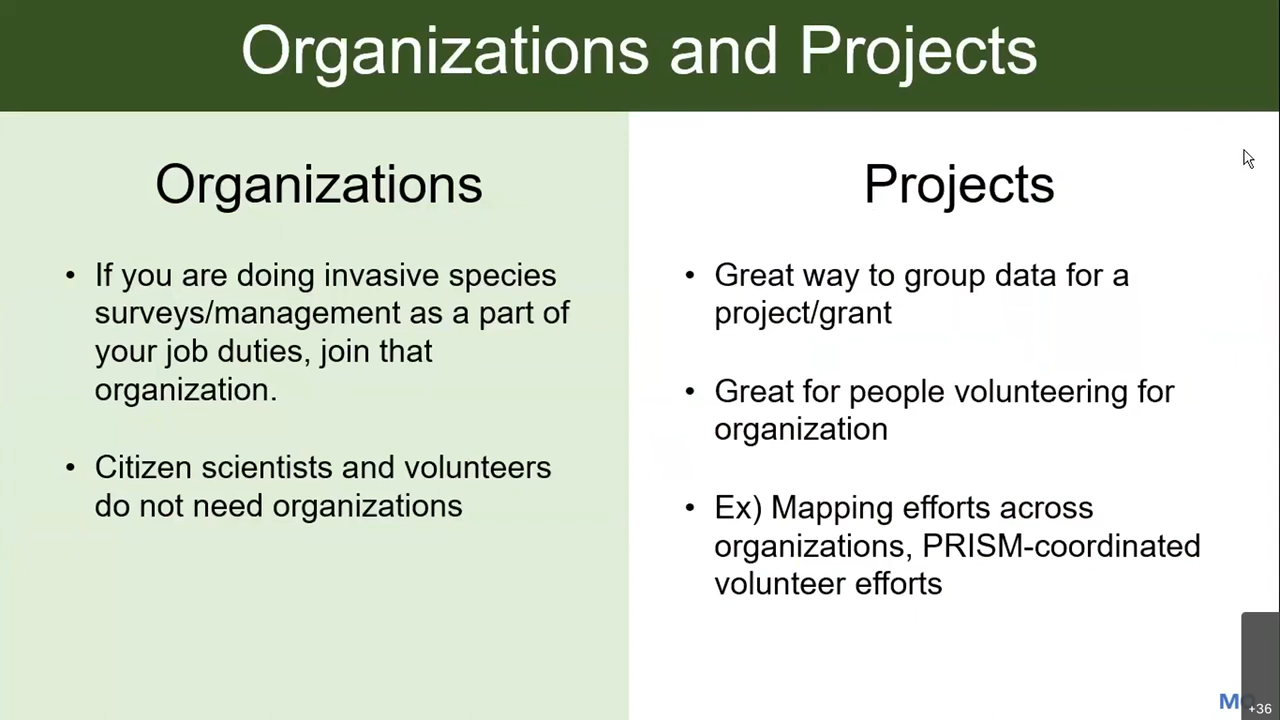 Organizations and Projects
Organizations
• If you are doing invasive species
surveys/management as a part of
your job duties, join that
organization.
• Citizen scientists and volunteers
do not need organizations
Projects
• Great way to group data for a
project/grant
• Great for people volunteering for
organization
• Ex) Mapping efforts across
organizations, PRISM-coordinated
volunteer efforts
+36